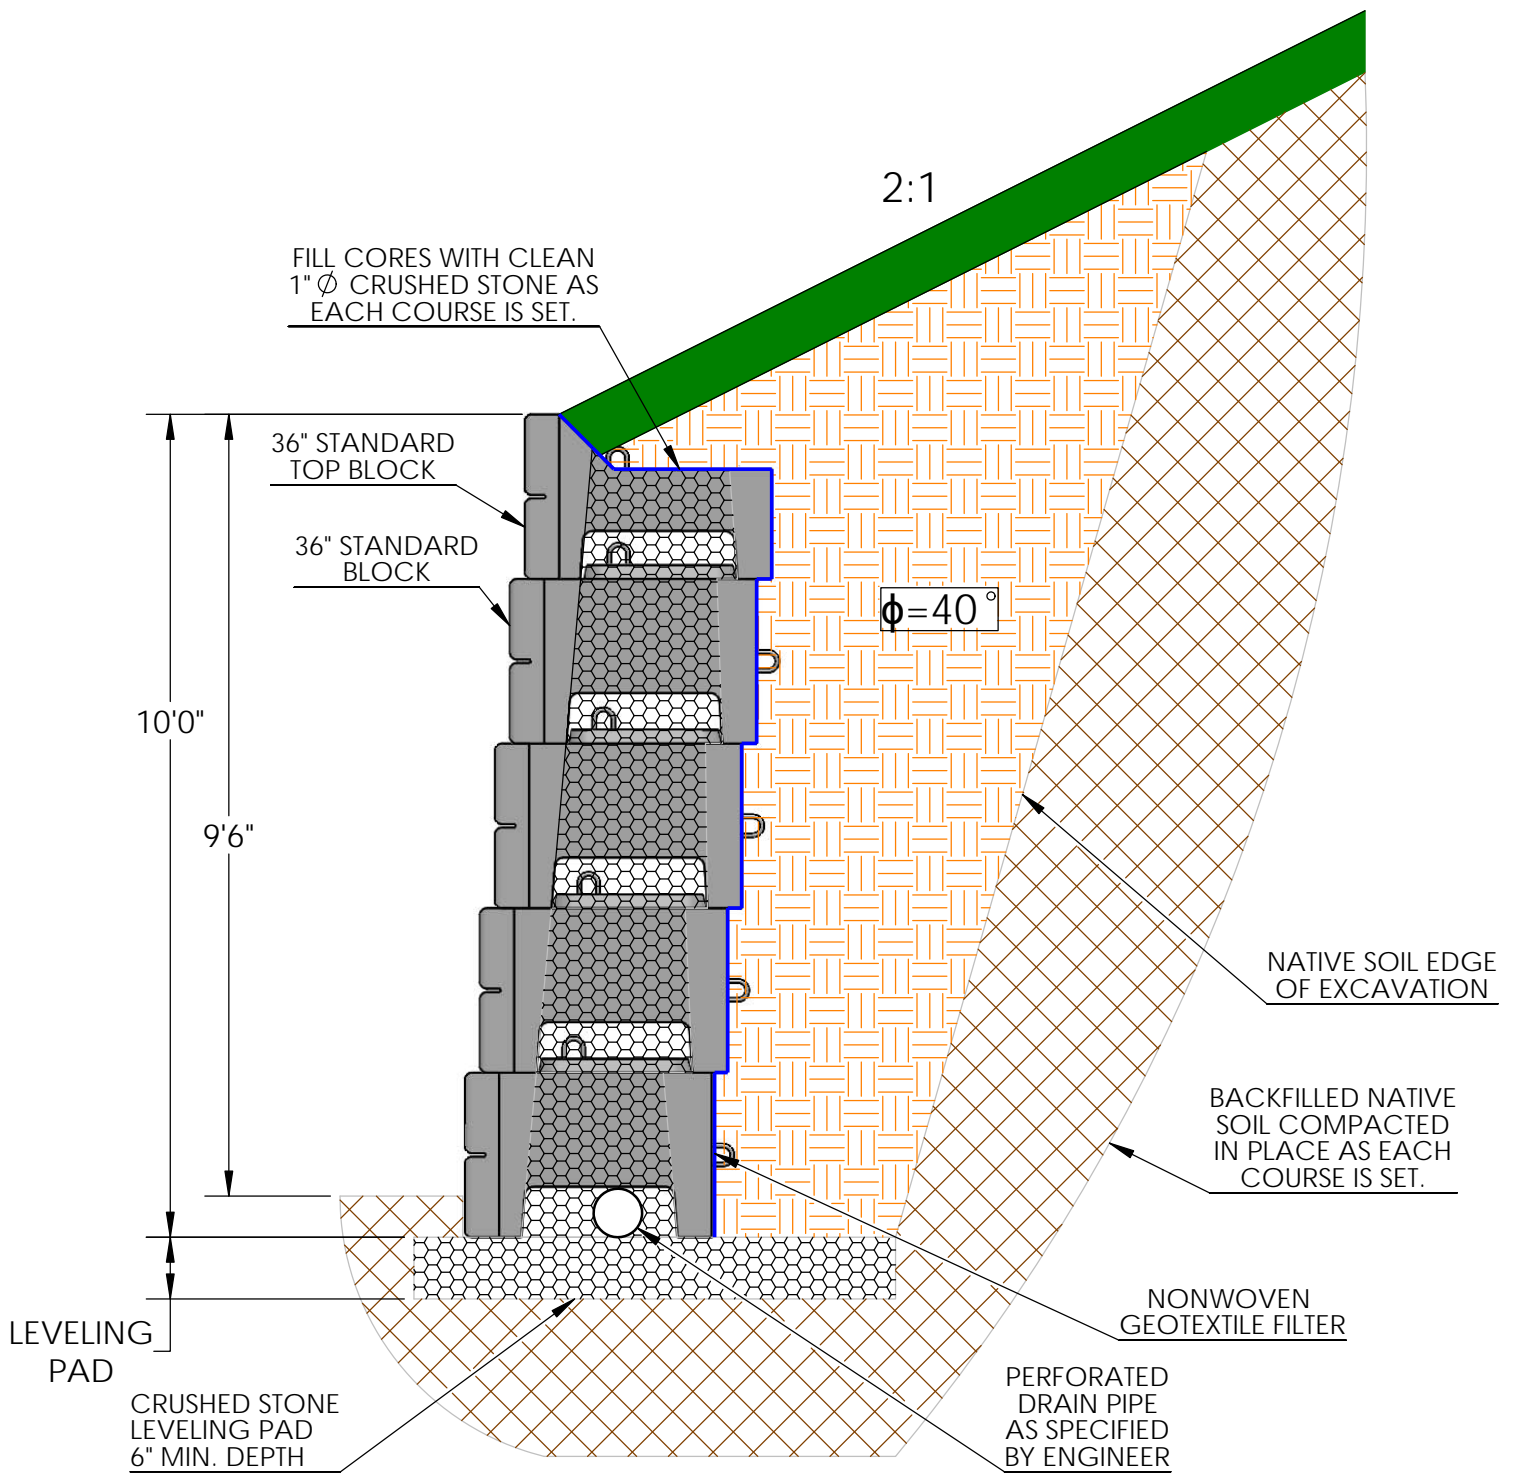 2:1
FILL CORES WITH CLEAN
1" Ø CRUSHED STONE AS
EACH COURSE IS SET.
36" STANDARD
TOP BLOCK
36" STANDARD
BLOCK
ϕ=40°
10'0"
9'6"
NATIVE SOIL EDGE
OF EXCAVATION
BACKFILLED NATIVE
SOIL COMPACTED
IN PLACE AS EACH
COURSE IS SET.
NONWOVEN
GEOTEXTILE FILTER
LEVELING
PAD
PERFORATED
DRAIN PIPE
AS SPECIFIED
BY ENGINEER
CRUSHED STONE
LEVELING PAD
6" MIN. DEPTH